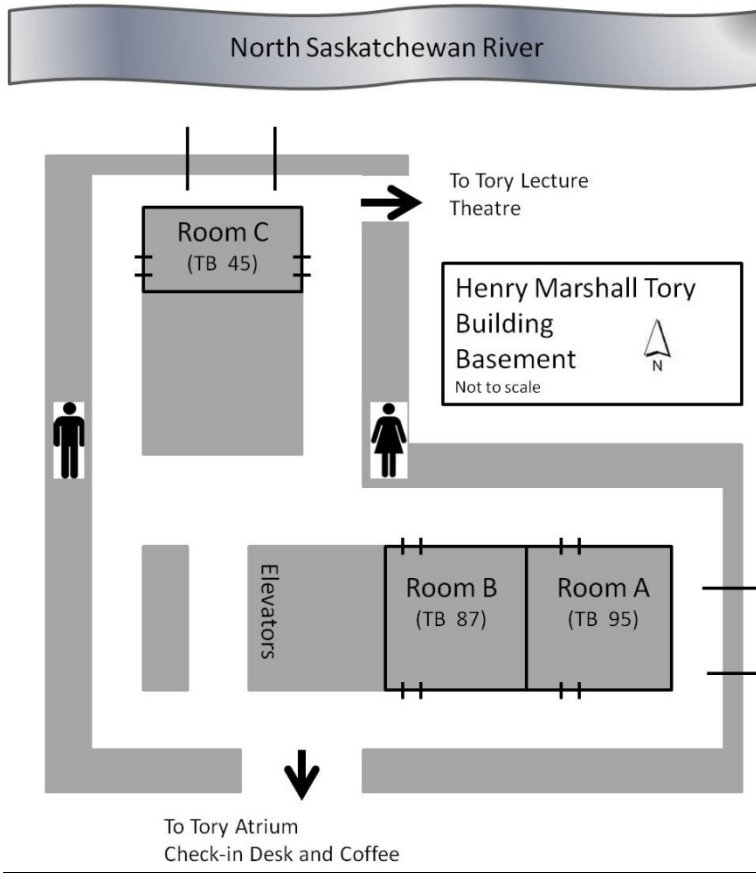 North Saskatchewan River
To Tory Lecture
Theatre
Room C
(TB 45)
Henry Marshall Tory
Building
Basement
N
Not to scale
Elevators
Room B
(TB 87)
Room A
(TB 95)
To Tory Atrium
Check-in Desk and Coffee